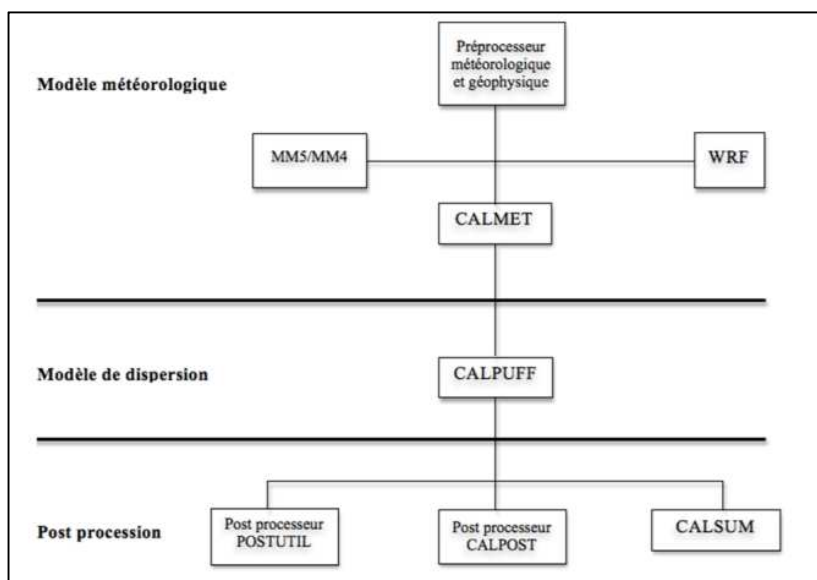 Préprocesseur
météorologique
et géophysique
Modèle météorologique
MM5/MM4
WRF
CALMET
Modèle de dispersion
CALPUFF
Post procession
Post processeur
POSTUTIL
Post processeur
CALPOST
CALSUM